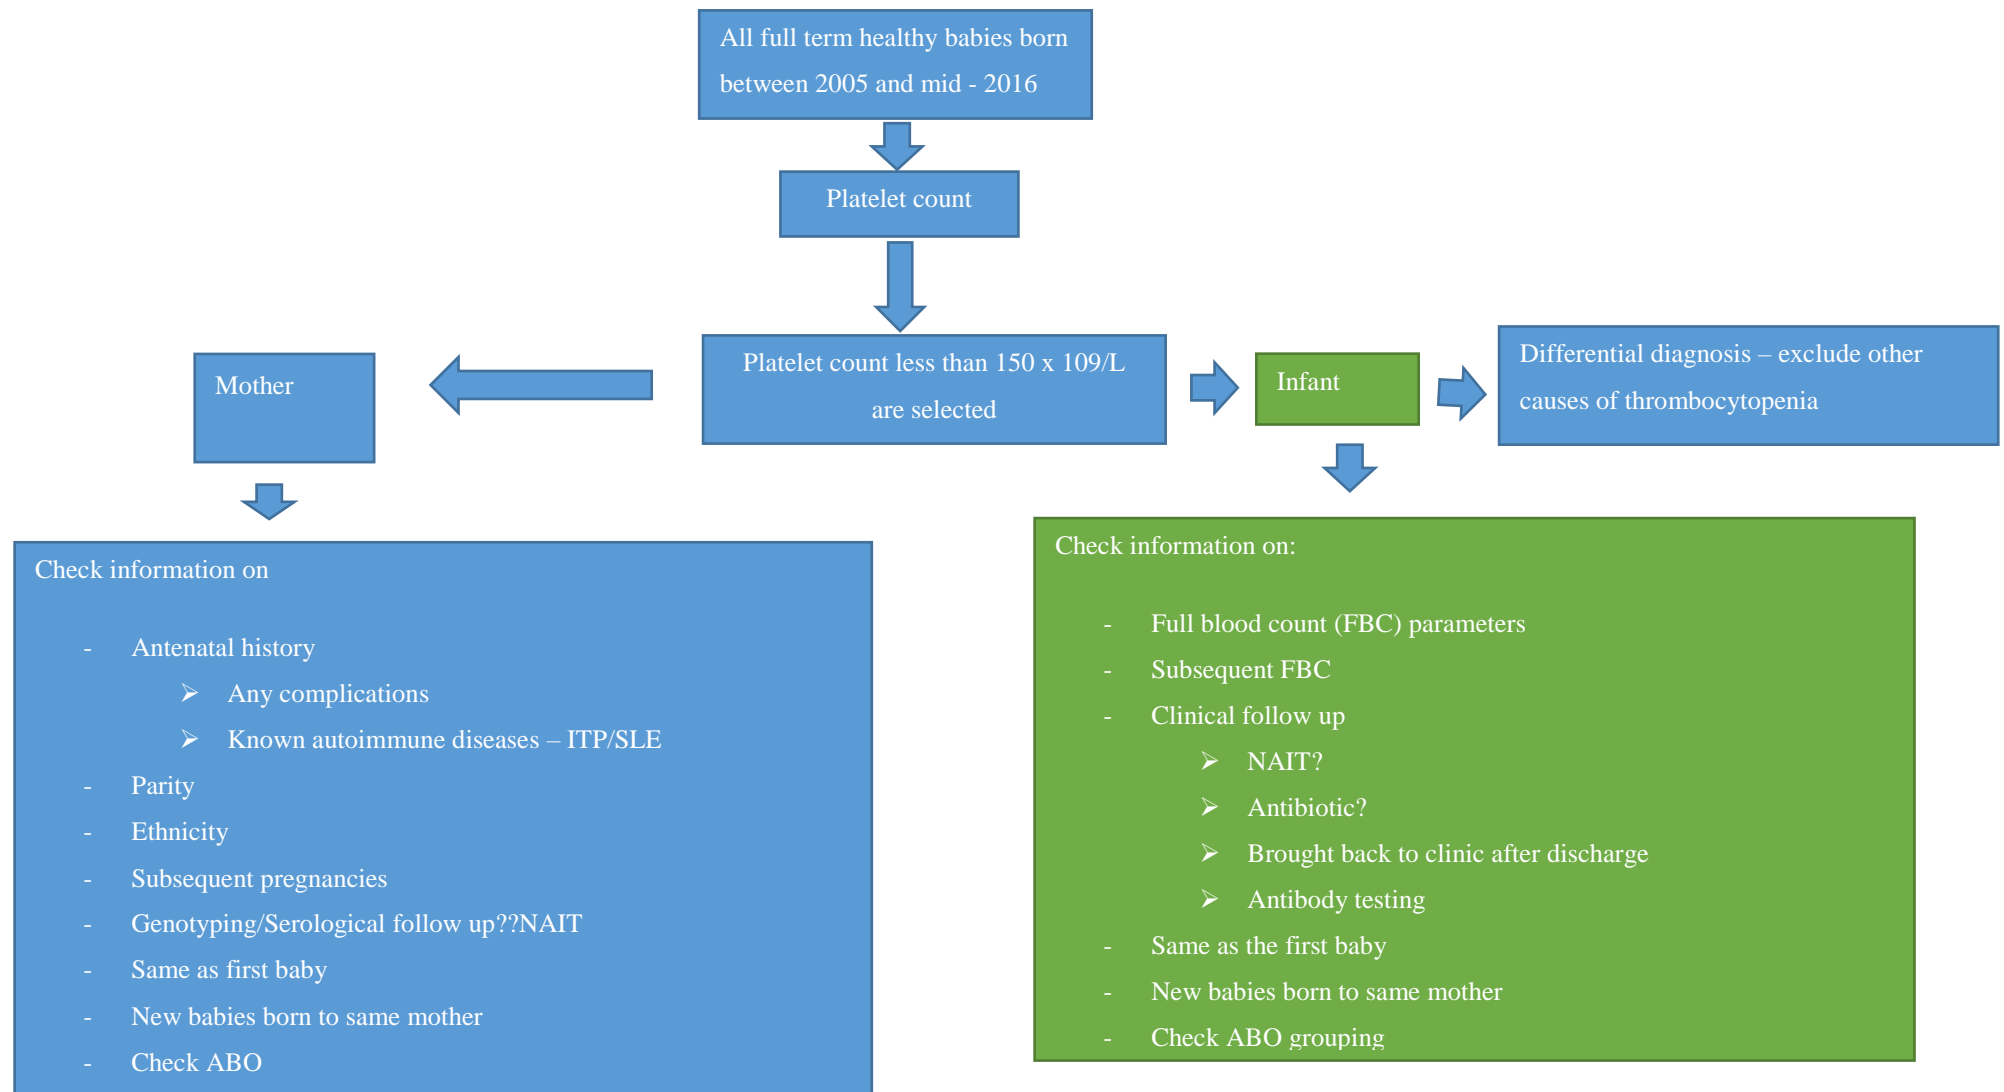 All full term healthy babies born
between 2005 and mid - 2016
Platelet count
Platelet count less than 150 x 109/L
are selected
Mother
Infant
Differential diagnosis – exclude other
causes of thrombocytopenia
Check information on
- Antenatal history
➢ Any complications
➢ Known autoimmune diseases – ITP/SLE
- Parity
- Ethnicity
- Subsequent pregnancies
- Genotyping/Serological follow up??NAIT
- Same as first baby
- New babies born to same mother
- Check ABO
Check information on:
- Full blood count (FBC) parameters
- Subsequent FBC
- Clinical follow up
➢ NAIT?
➢ Antibiotic?
➢ Brought back to clinic after discharge
➢ Antibody testing
- Same as the first baby
- New babies born to same mother
- Check ABO grouping